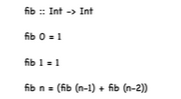 fib :: Int -> Int
fib 0 = 1
fib 1 = 1
fib n = (fib (n-1) + fib (n-2))